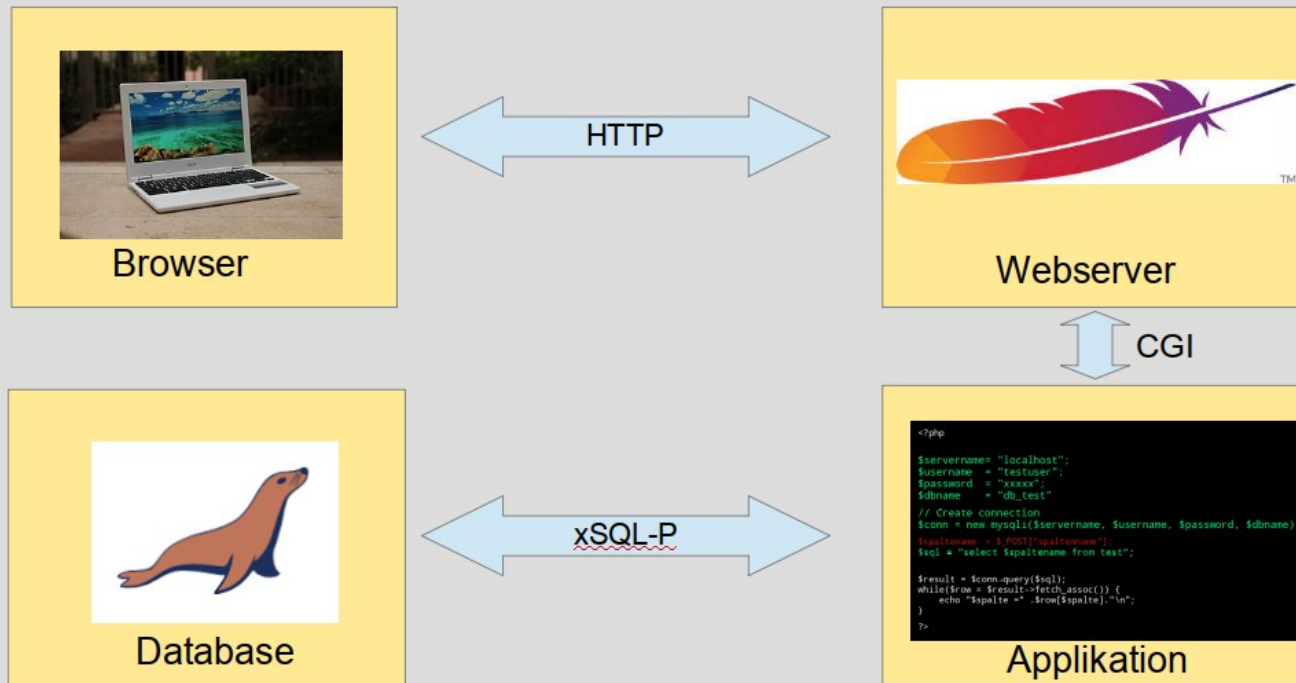 HTTP
Browser
TM
Webserver
CGI
<?php
$servername= "localhost";
$username = "testuser";
$password = "xxxxx";
$dbname = "db_test"
// Create connection
$conn = new mysqli($servername, $username, $password, $dbname)
$spaltename = $_POST["spaltenname"];
$sql = "select $spaltename from test";
$result = $conn→query($sql);
while($row = $result->fetch_assoc()) {
echo "$spalte =" .$row[$spalte]."\n";
}
?>
xSQL-P
Database
Applikation